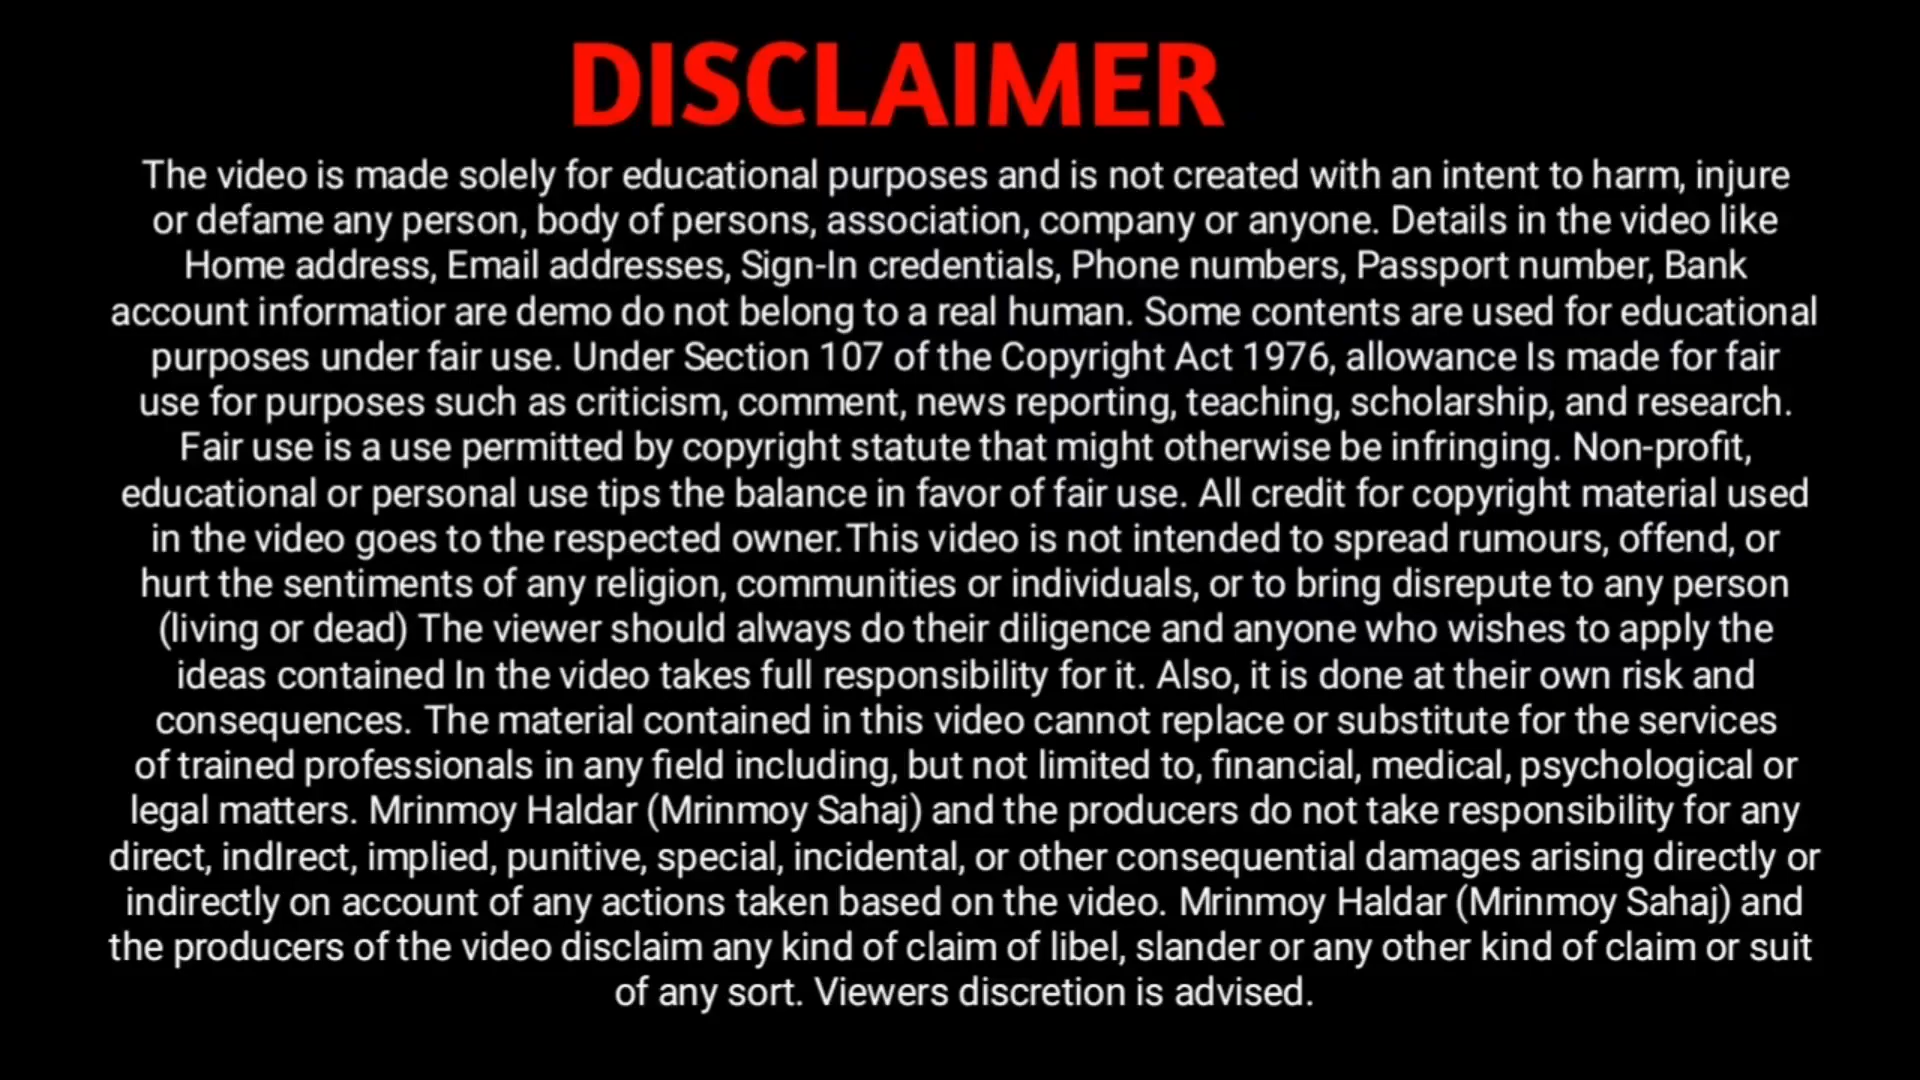 DISCLAIMER
The video is made solely for educational purposes and is not created with an intent to harm, injure
or defame any person, body of persons, association, company or anyone. Details in the video like
Home address, Email addresses, Sign-In credentials, Phone numbers, Passport number, Bank
account informatior are demo do not belong to a real human. Some contents are used for educational
purposes under fair use. Under Section 107 of the Copyright Act 1976, allowance Is made for fair
use for purposes such as criticism, comment, news reporting, teaching, scholarship, and research.
Fair use is a use permitted by copyright statute that might otherwise be infringing. Non-profit,
educational or personal use tips the balance in favor of fair use. All credit for copyright material used
in the video goes to the respected owner.This video is not intended to spread rumours, offend, or
hurt the sentiments of any religion, communities or individuals, or to bring disrepute to any person
(living or dead) The viewer should always do their diligence and anyone who wishes to apply the
ideas contained In the video takes full responsibility for it. Also, it is done at their own risk and
consequences. The material contained in this video cannot replace or substitute for the services
of trained professionals in any field including, but not limited to, financial, medical, psychological or
legal matters. Mrinmoy Haldar (Mrinmoy Sahaj) and the producers do not take responsibility for any
direct, indIrect, implied, punitive, special, incidental, or other consequential damages arising directly or
indirectly on account of any actions taken based on the video. Mrinmoy Haldar (Mrinmoy Sahaj) and
the producers of the video disclaim any kind of claim of libel, slander or any other kind of claim or suit
of any sort. Viewers discretion is advised.